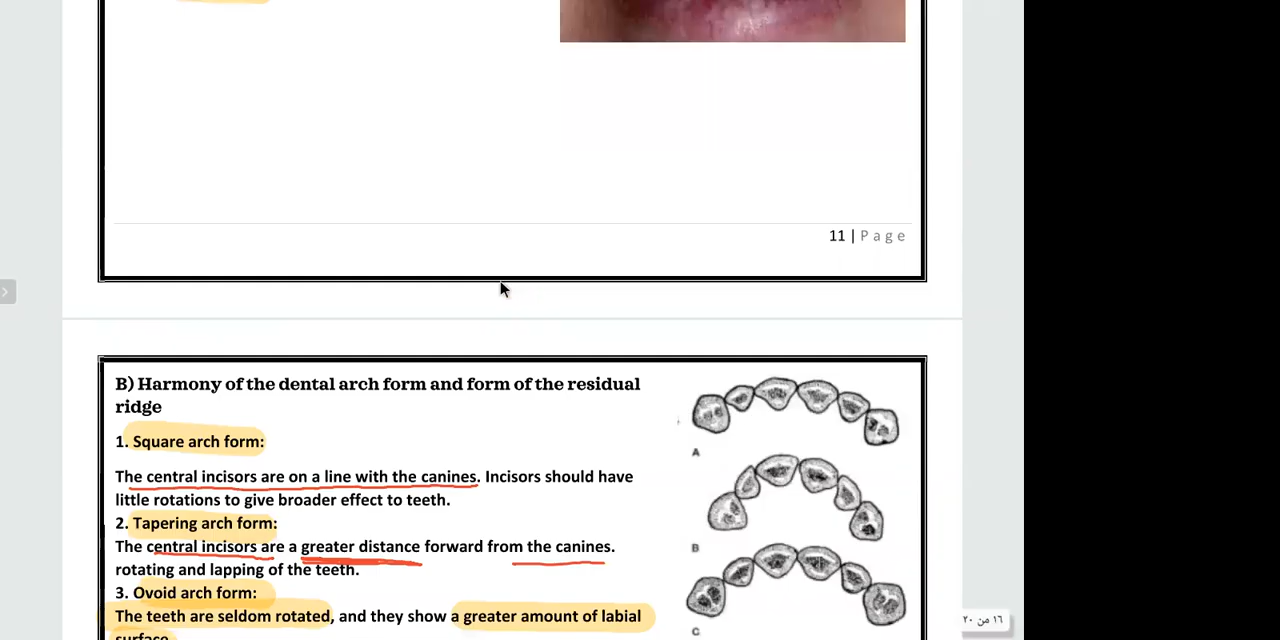 11 | Page
B) Harmony of the dental arch form and form of the residual
ridge
1. Square arch form:
The central incisors are on a line with the canines. Incisors should have
little rotations to give broader effect to teeth.
2. Tapering arch form:
The central incisors are a greater distance forward from the canines.
rotating and lapping of the teeth.
3. Ovoid arch form:
The teeth are seldom rotated, and they show a greater amount of labial
surface
A
B
C
١٦ من ٢٠